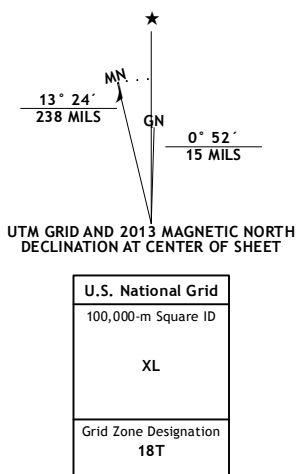 ★
MN
GN
13° 24´
238 MILS
0° 52´
15 MILS
UTM GRID AND 2013 MAGNETIC NORTH
DECLINATION AT CENTER OF SHEET
U.S. National Grid
100,000-m Square ID
XL
Grid Zone Designation
18T